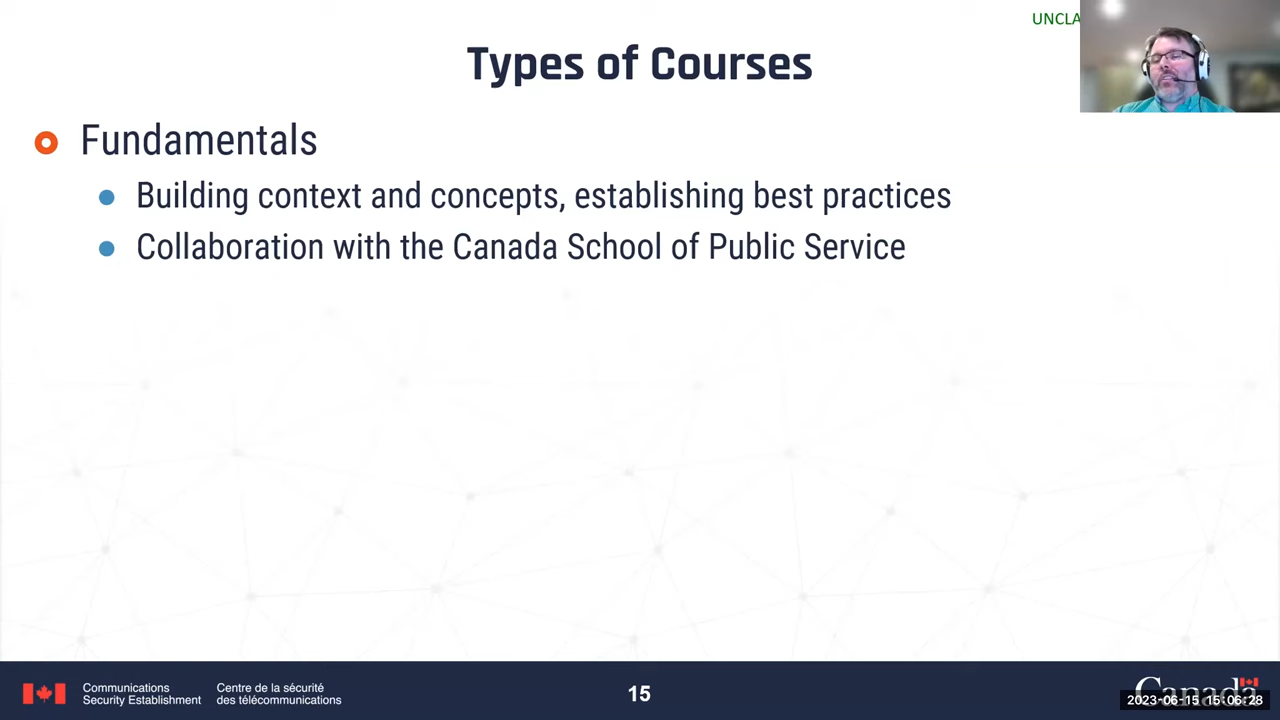 UNCLA
Types of Courses
Fundamentals
Building context and concepts, establishing best practices
Collaboration with the Canada School of Public Service
Communications
Security Establishment
Centre de la sécurité
des télécommunications
15
Canada
2023-06-15 15:06:28